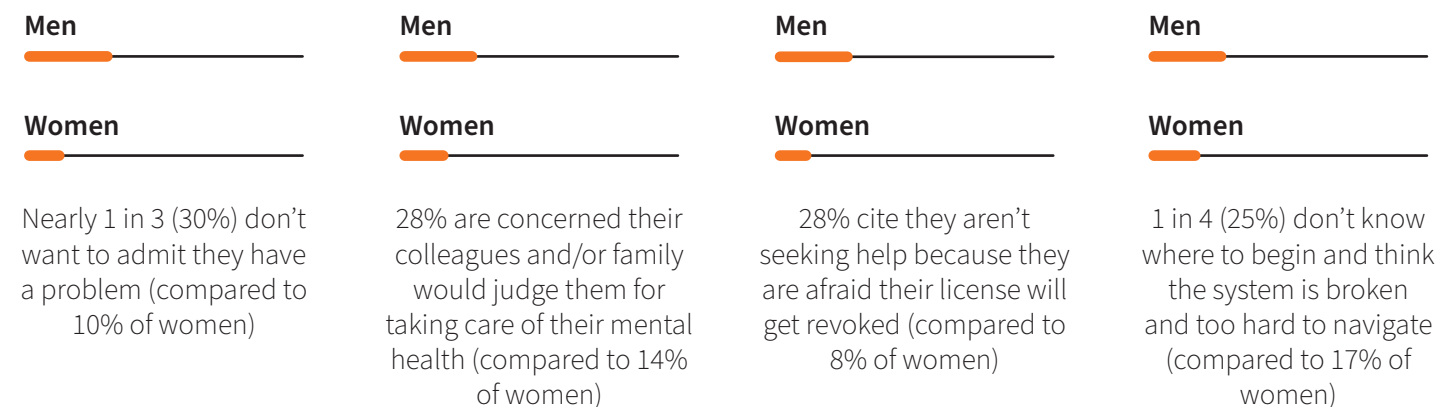 Men
Women
Nearly 1 in 3 (30%) don’t
want to admit they have
a problem (compared to
10% of women)
Men
Women
28% are concerned their
colleagues and/or family
would judge them for
taking care of their mental
health (compared to 14%
of women)
Men
Women
28% cite they aren’t
seeking help because they
are afraid their license will
get revoked (compared to
8% of women)
Men
Women
1 in 4 (25%) don’t know
where to begin and think
the system is broken
and too hard to navigate
(compared to 17% of
women)